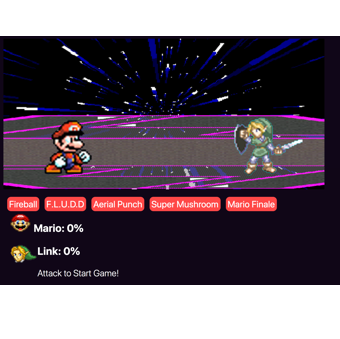 Fireball F.L.U.D.D Aerial Punch Super Mushroom Mario Finale
Mario: 0%
Link: 0%
Attack to Start Game!